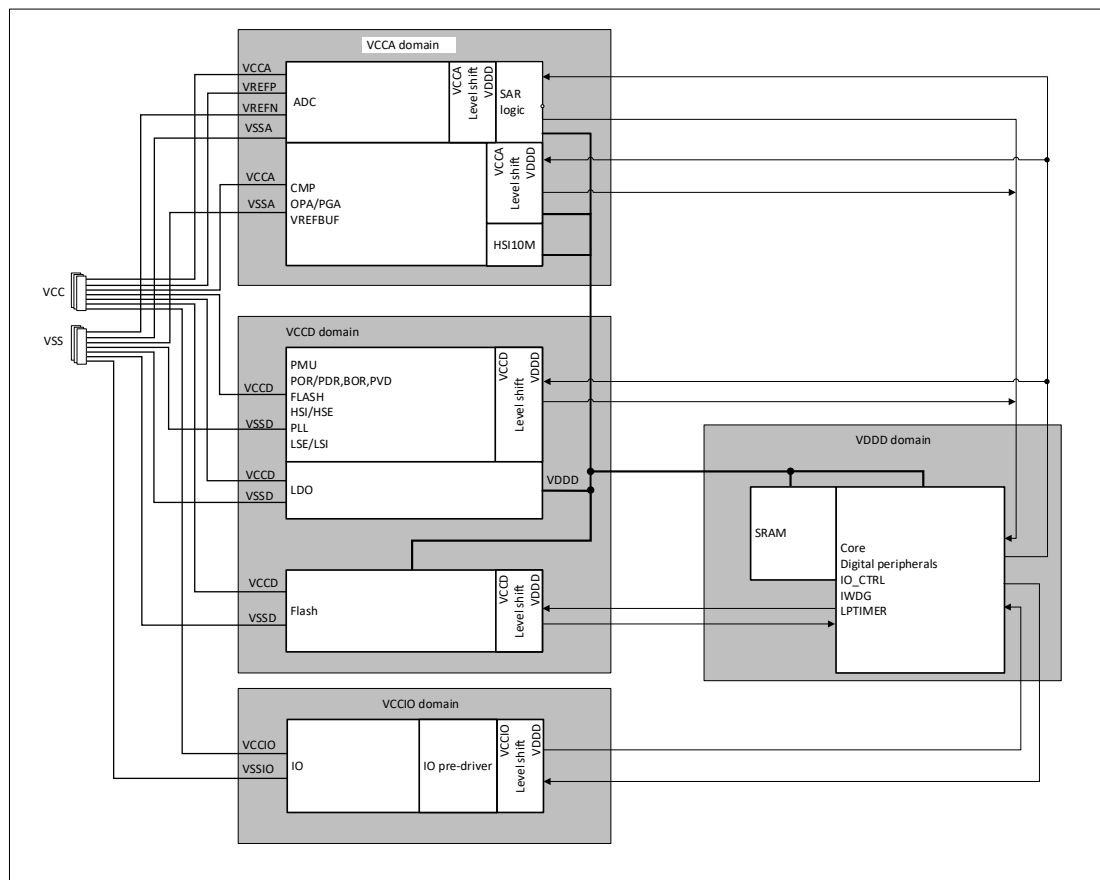 VCCA domain
VCCA
VREFP
VREFN
VSSA
ADC
VCCA
Level shift
VDDD
SAR
logic
VCCA
VSSA
CMP
OPA/PGA
VREFBUF
VCCA
Level shift
VDDD
HSI10M
VCC
VSS
VCCD domain
PMU
POR/PDR,BOR,PVD
FLASH
HSI/HSE
PLL
LSE/LSI
VCCD
VSSD
VCCD
Level shift
VDDD
VCCD
VSSD
LDO
VDDD
VCCD
VSSD
Flash
VCCD
Level shift
VDDD
VDDD domain
SRAM
Core
Digital peripherals
IO_CTRL
IWDG
LPTIMER
VCCIO domain
VCCIO
VSSIO
IO
IO pre-driver
VCCIO
Level shift
VDDD